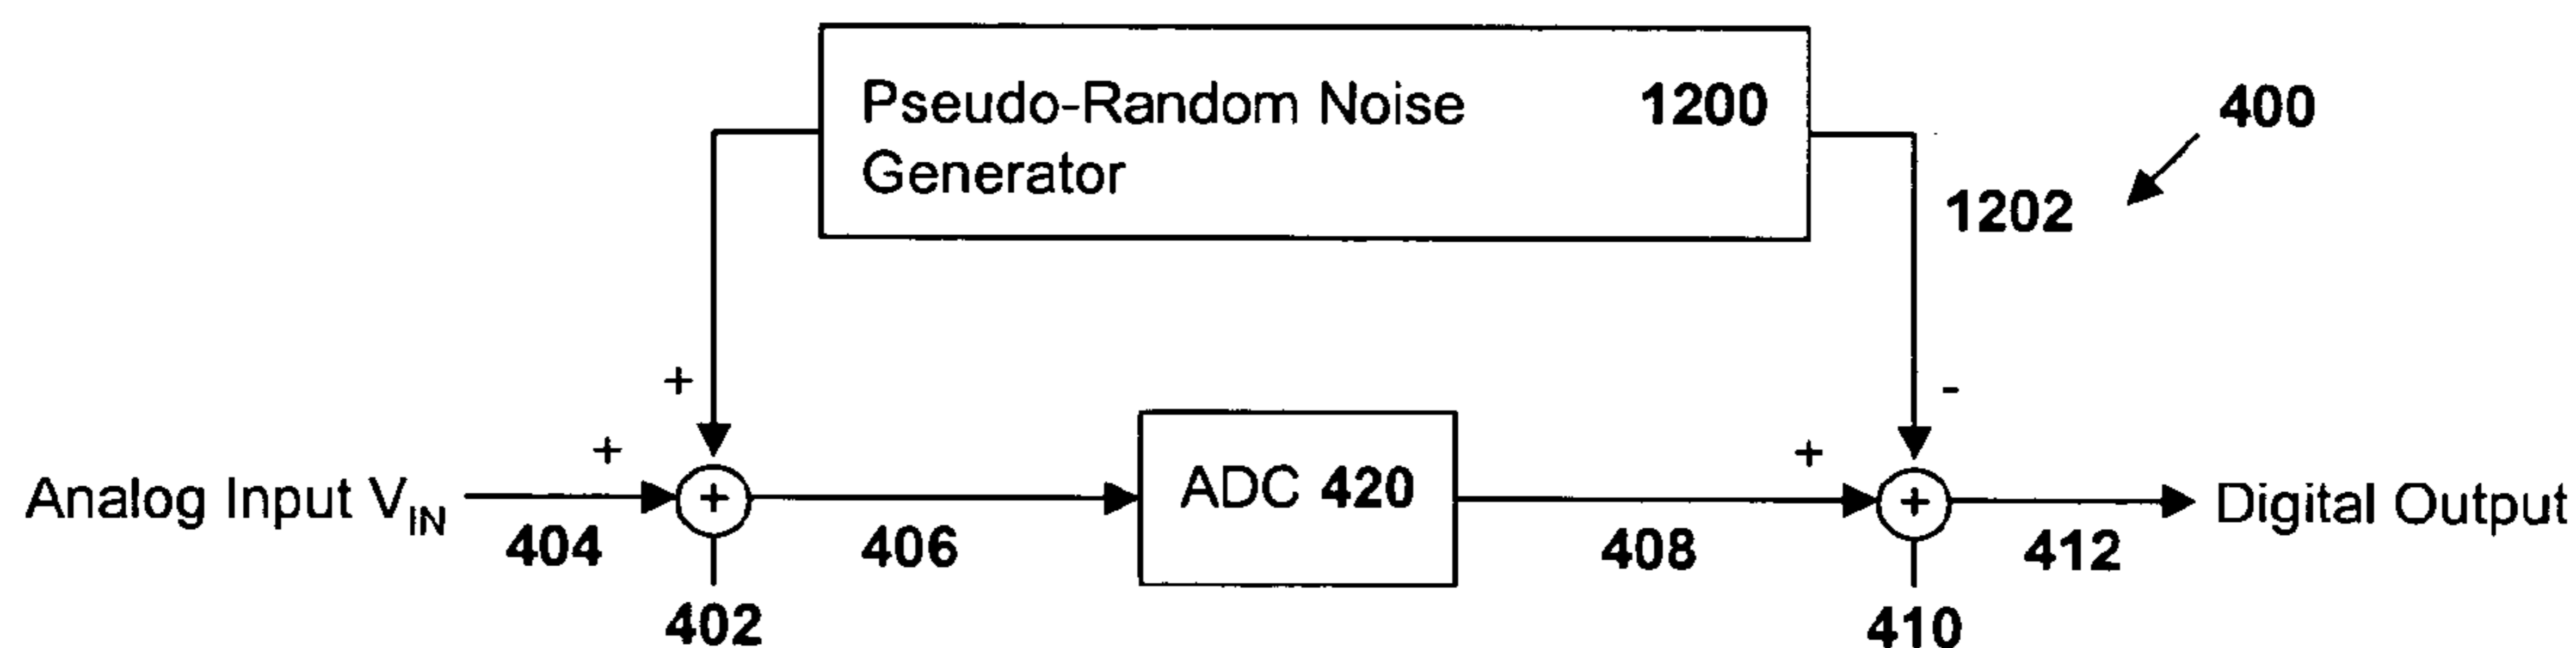 Pseudo-Random Noise 1200
Generator
400
1202
+
-
+
+
Analog Input VIN
+
ADC 420
+
Digital Output
404
406
408
412
402
410